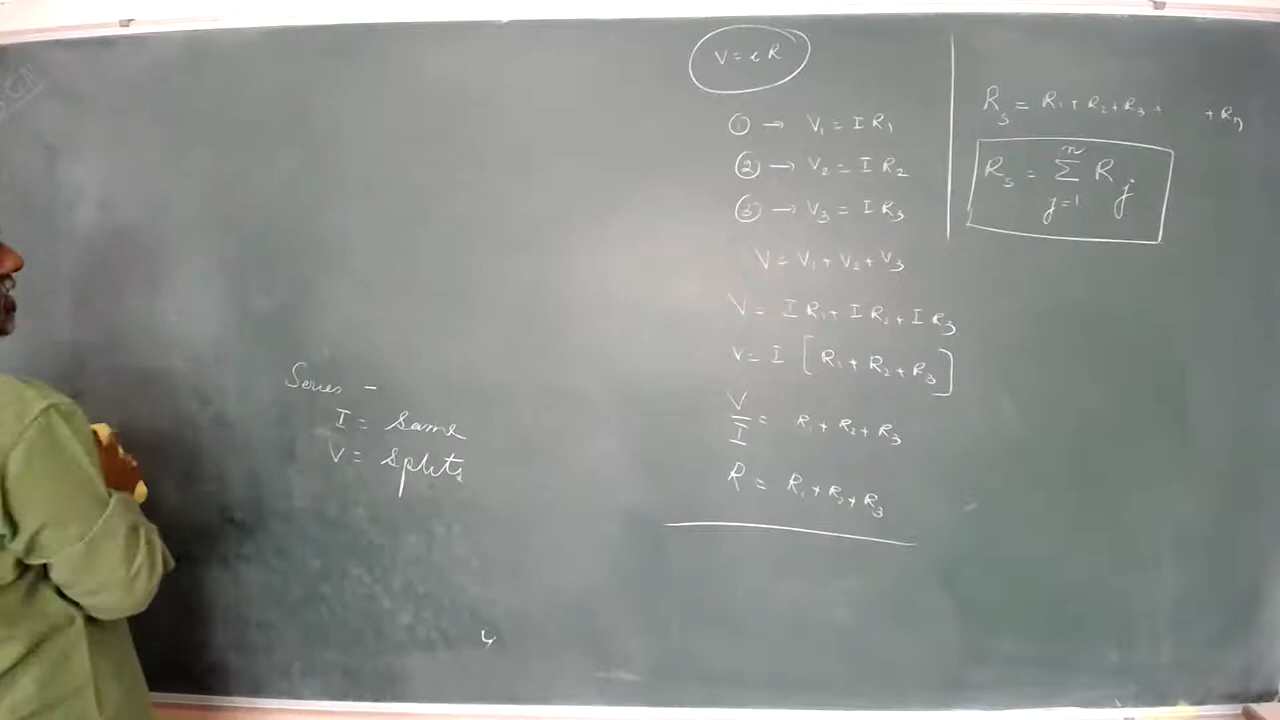 Series -
I = Same
V = Splits
V = iR
① → V₁ = I R₁
② → V₂ = I R₂
③ → V₃ = I R₃
V = V₁ + V₂ + V₃
V = I R₁ + I R₂ + I R₃
V = I [R₁ + R₂ + R₃]
V/I = R₁ + R₂ + R₃
R = R₁ + R₂ + R₃
Rₛ = R₁ + R₂ + R₃ + + Rₙ
Rₛ = Σⁿⱼ₌₁ Rⱼ